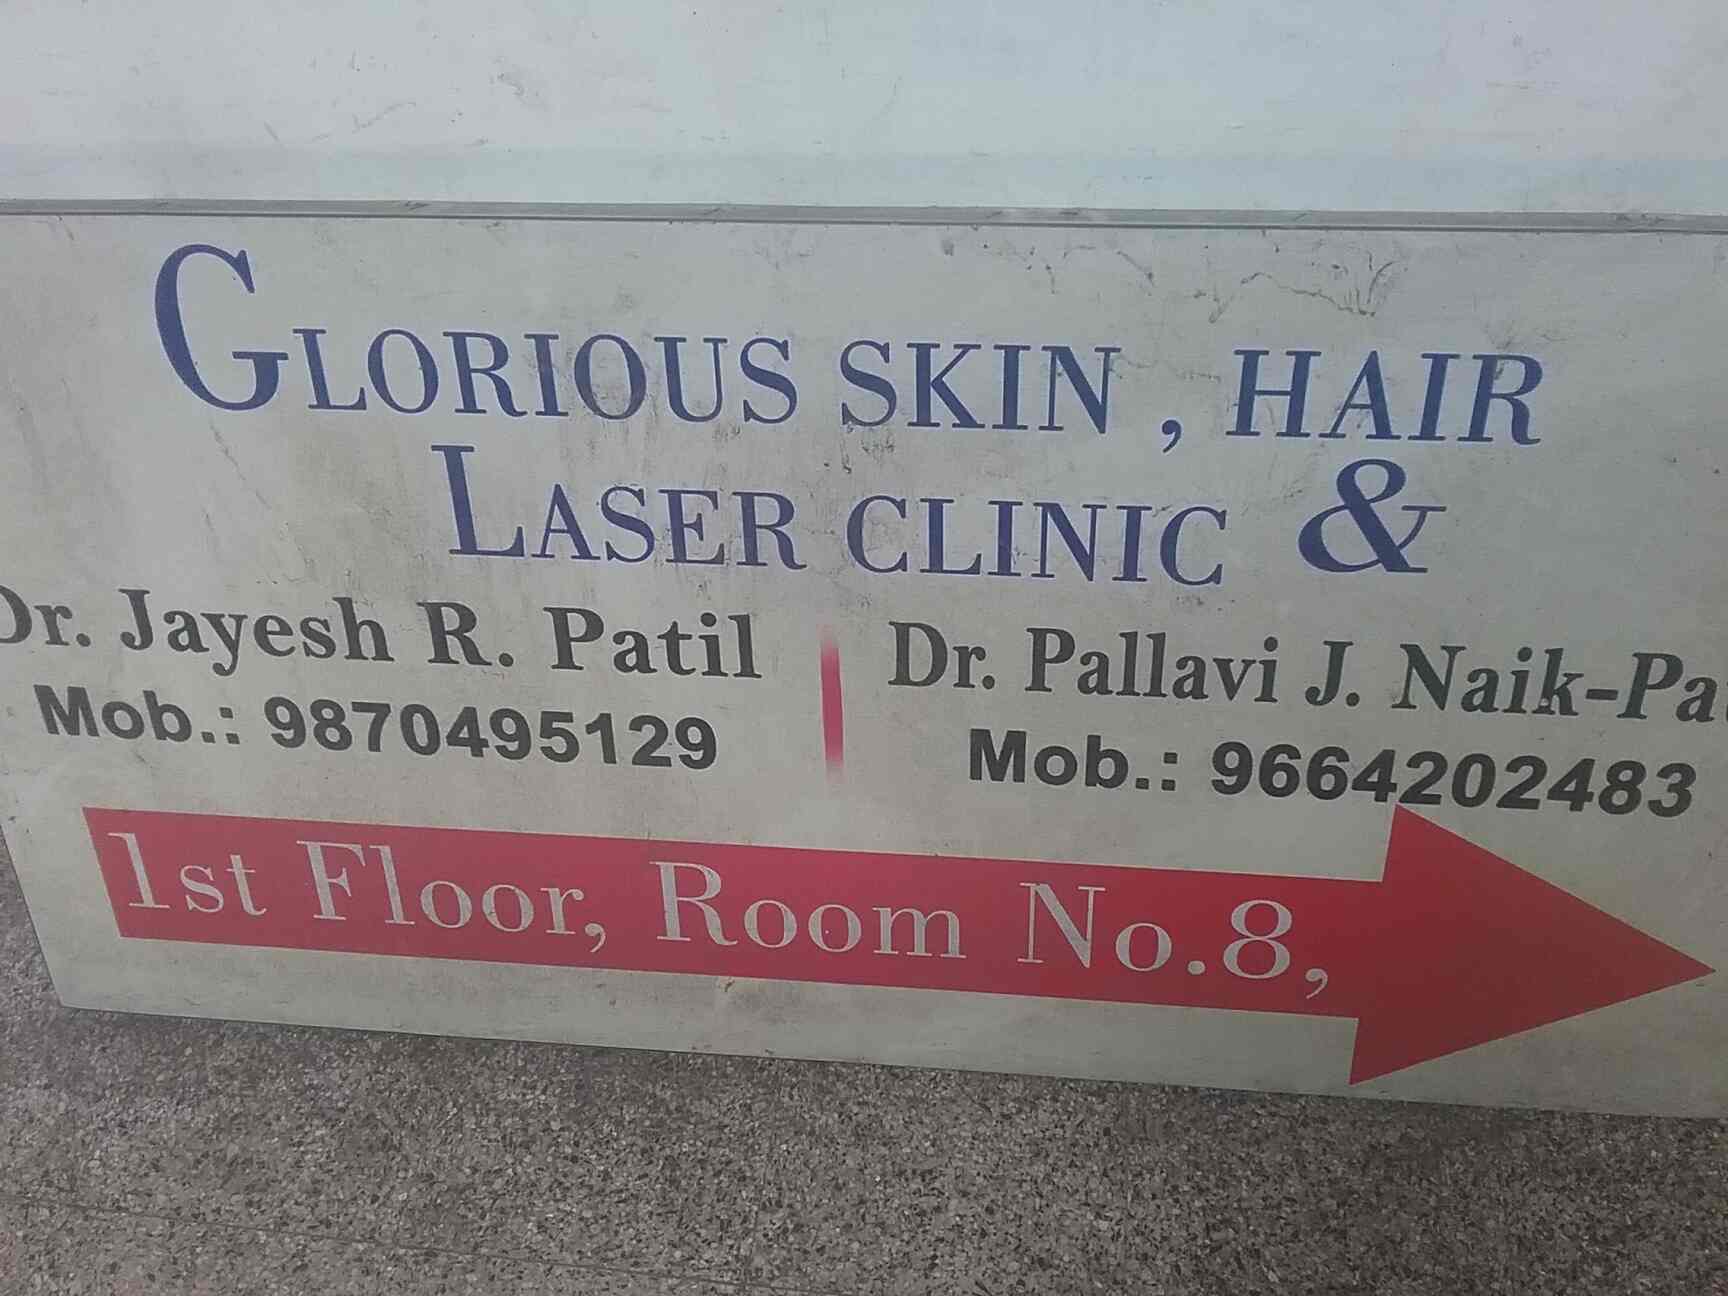 GLORIOUS SKIN , HAIR
LASER CLINIC &
Dr. Jayesh R. Patil
Mob.: 9870495129
Dr. Pallavi J. Naik-Pa
Mob.: 9664202483
1st Floor, Room No.8,